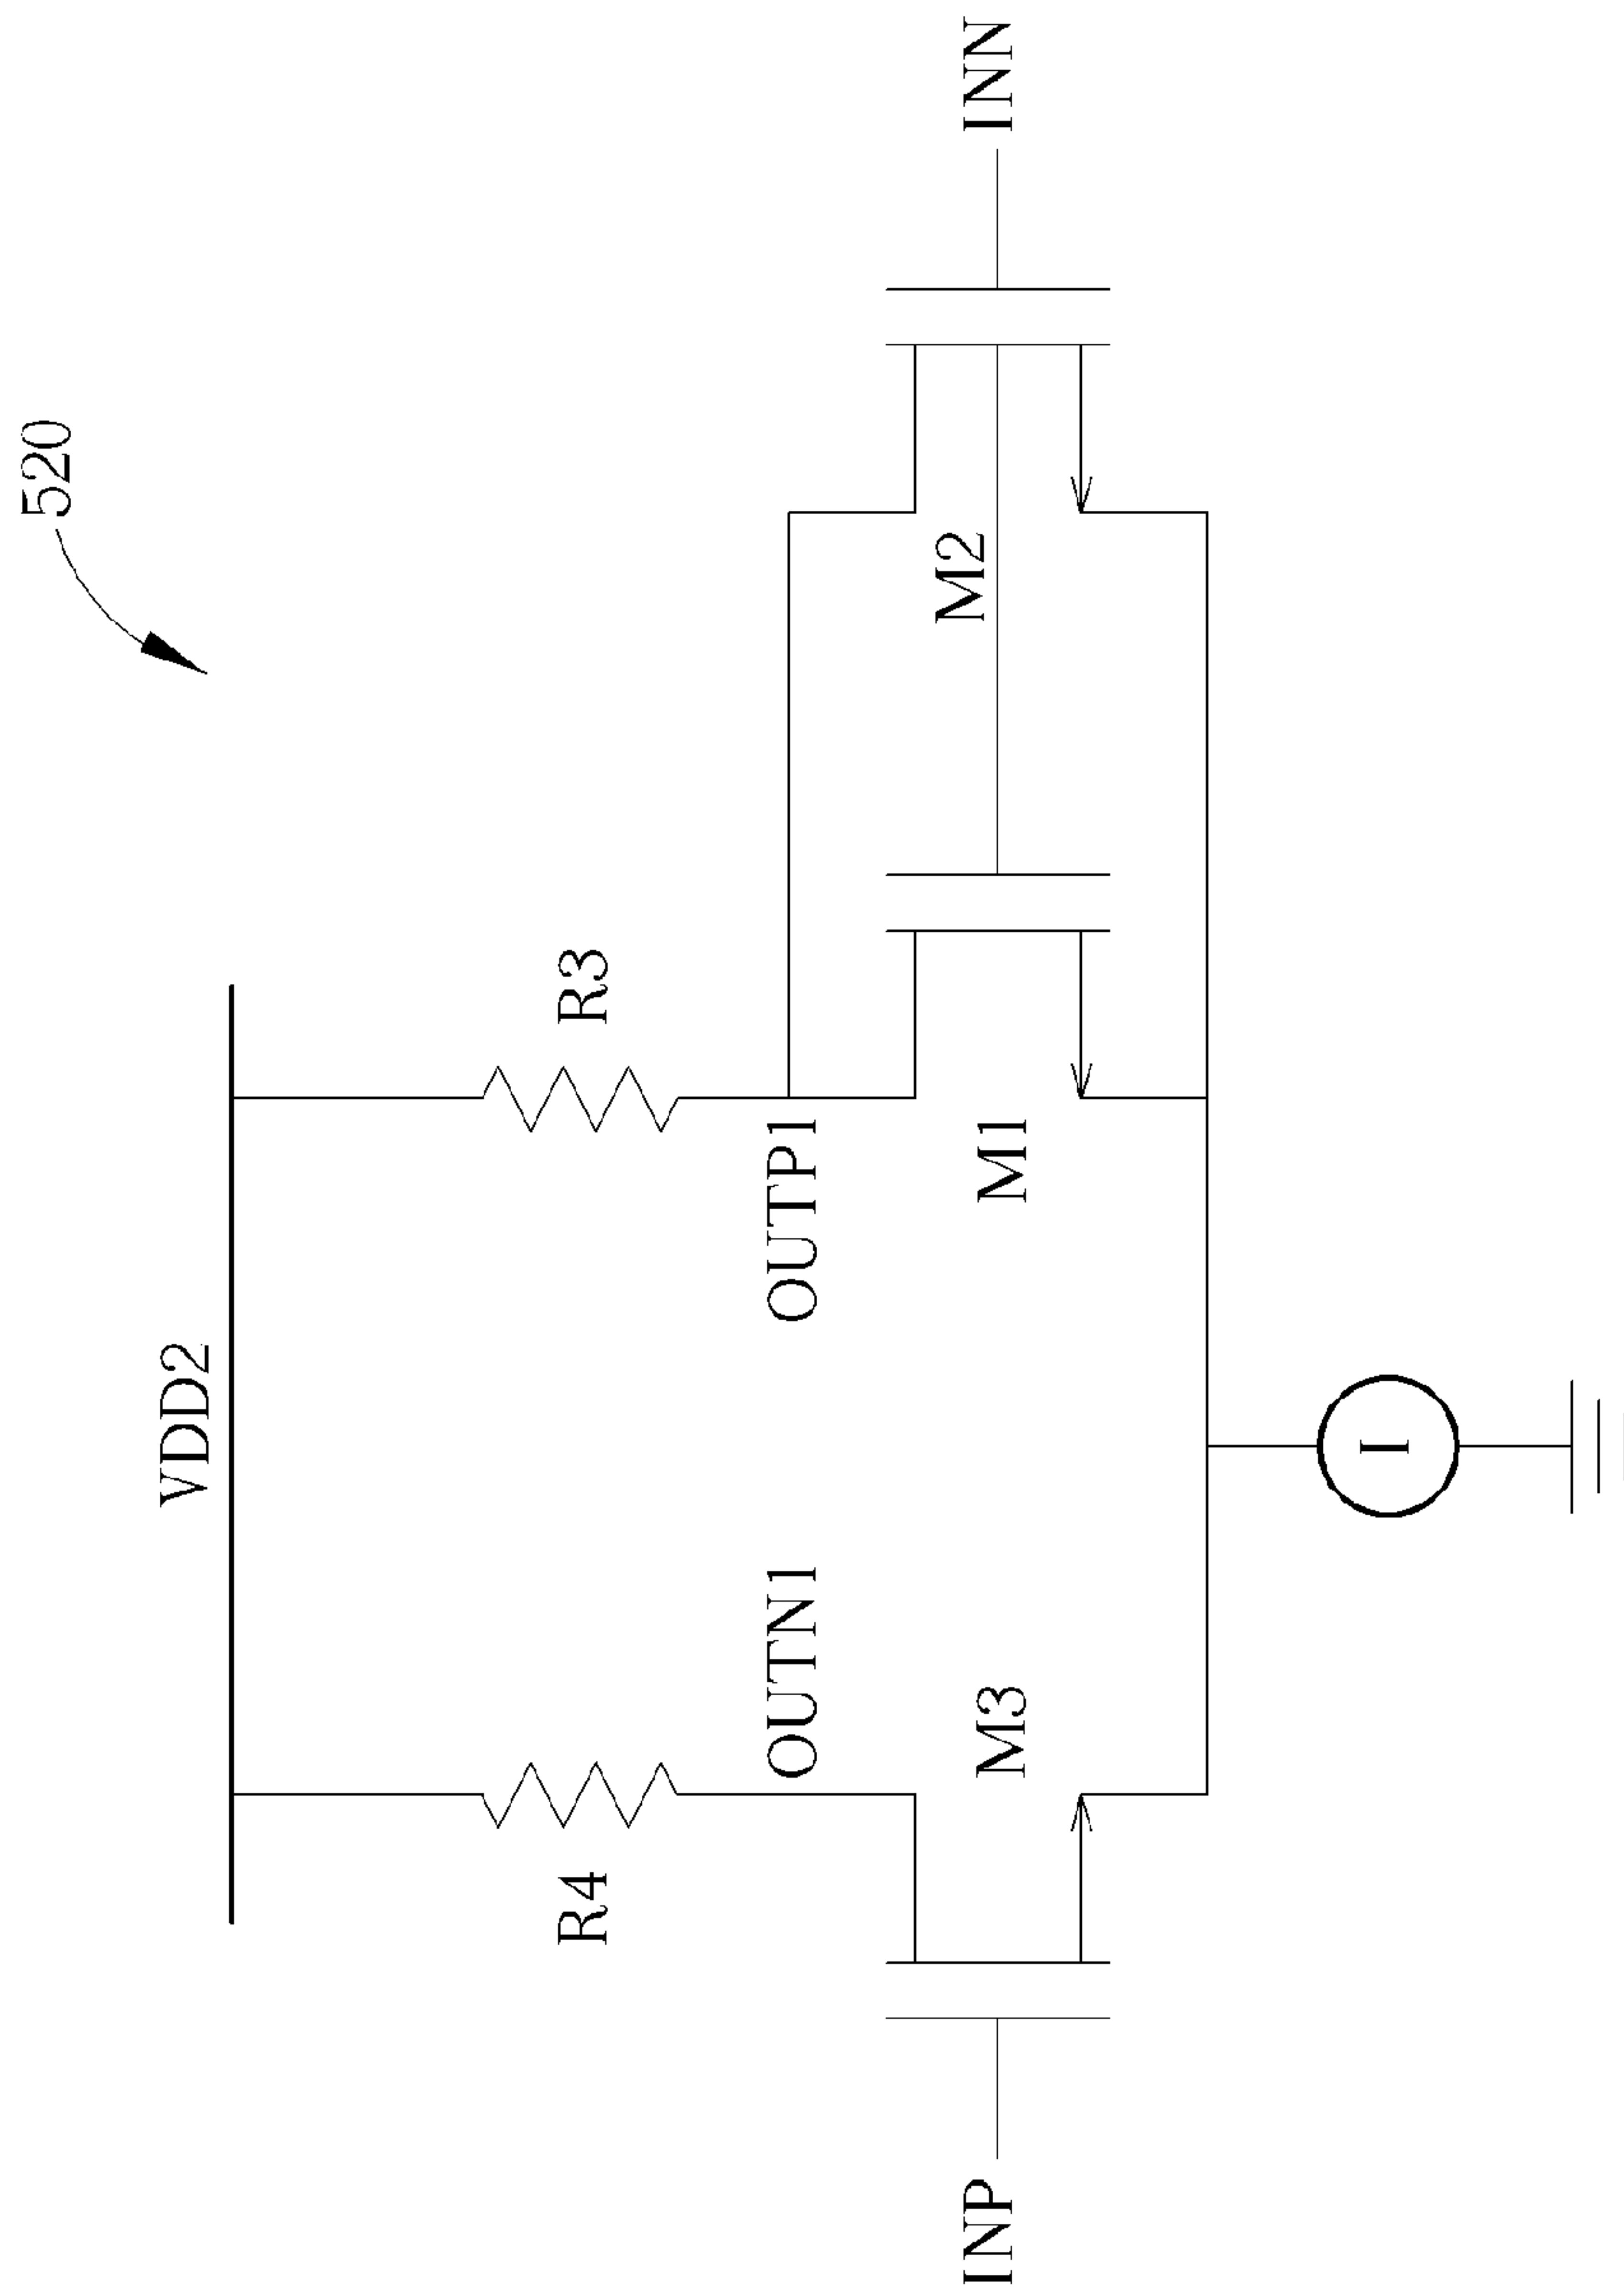 520
VDD2
R4
R3
OUTN1
OUTP1
INP
M3
M1
M2
INN
I